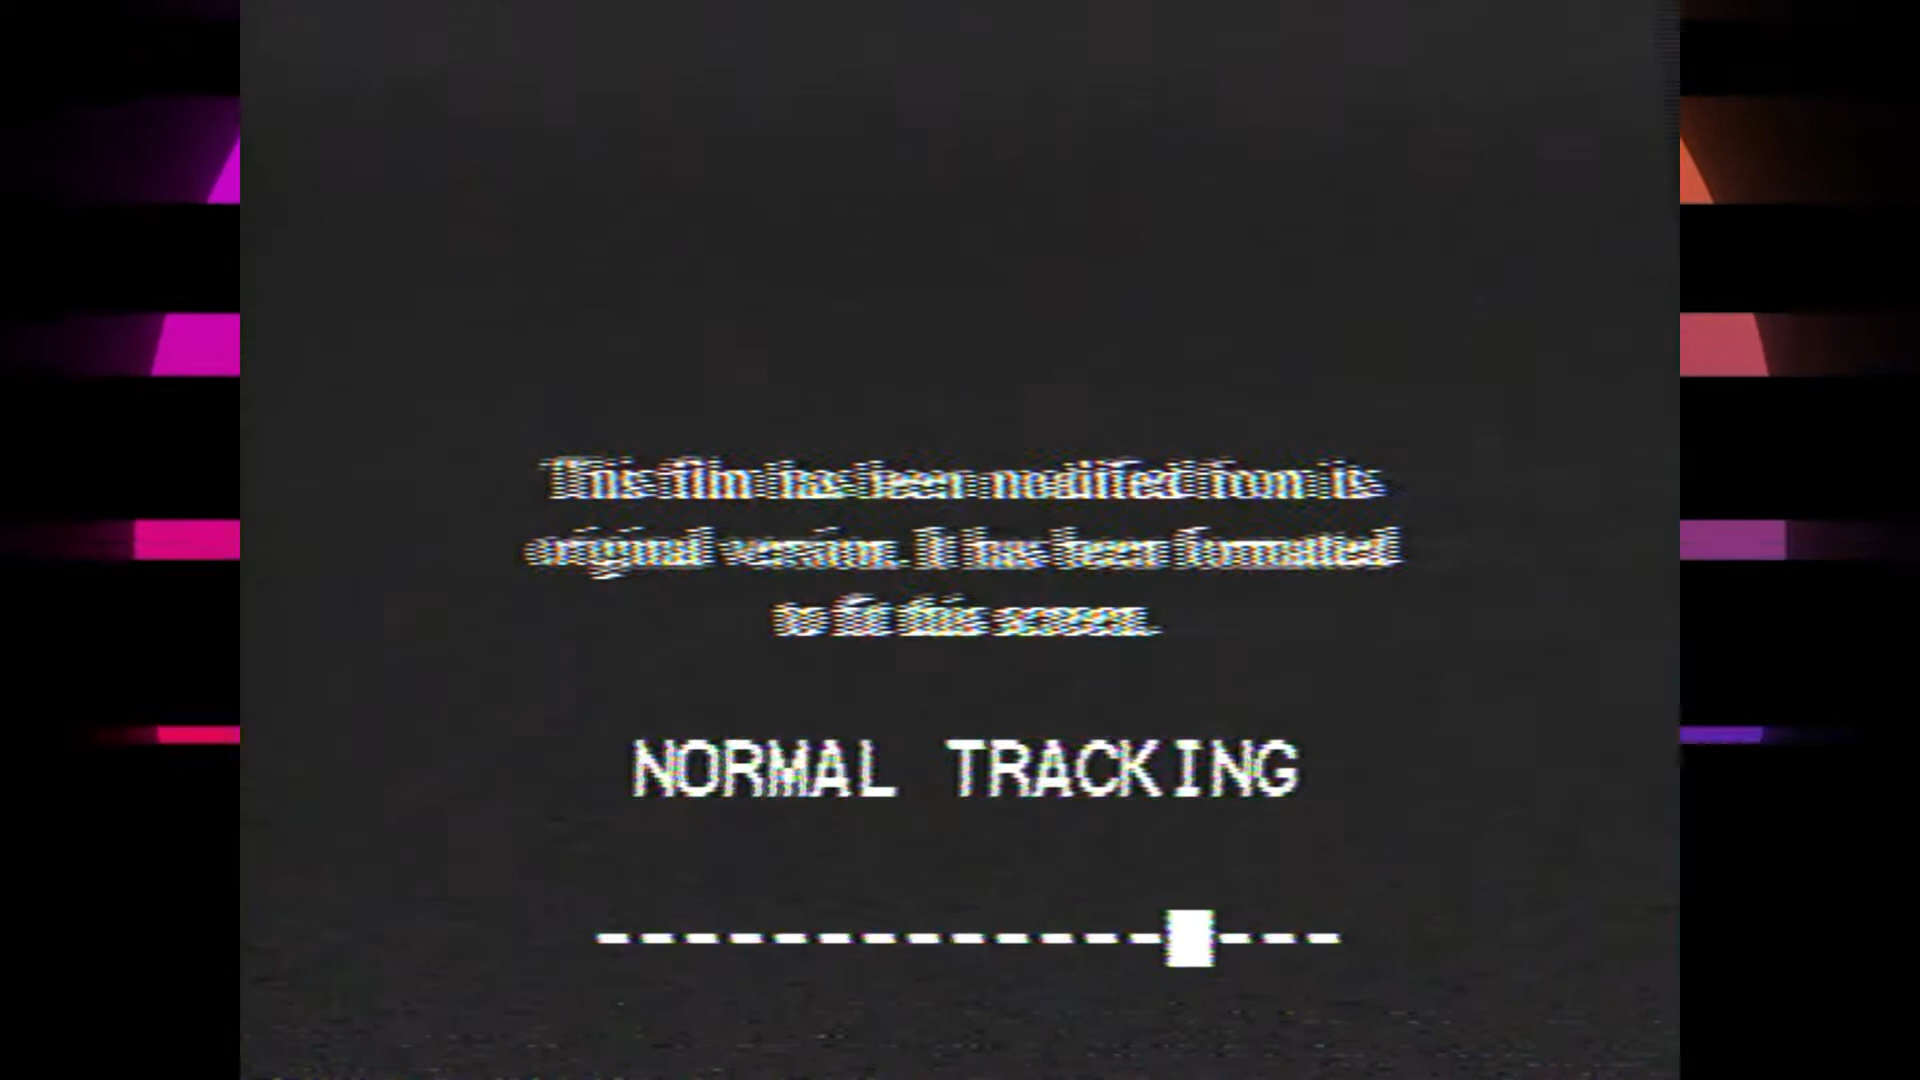 This film has been modified from its
original version. It has been formatted
to fit this screen.
NORMAL TRACKING